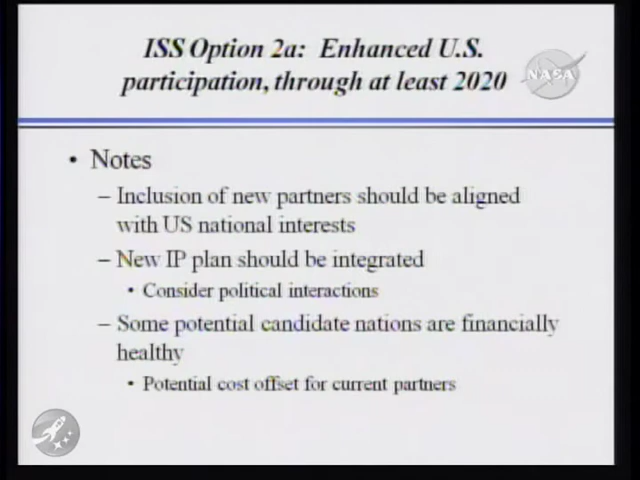 ISS Option 2a: Enhanced U.S.
participation, through at least 2020
NASA
• Notes
– Inclusion of new partners should be aligned
with US national interests
– New IP plan should be integrated
• Consider political interactions
– Some potential candidate nations are financially
healthy
• Potential cost offset for current partners